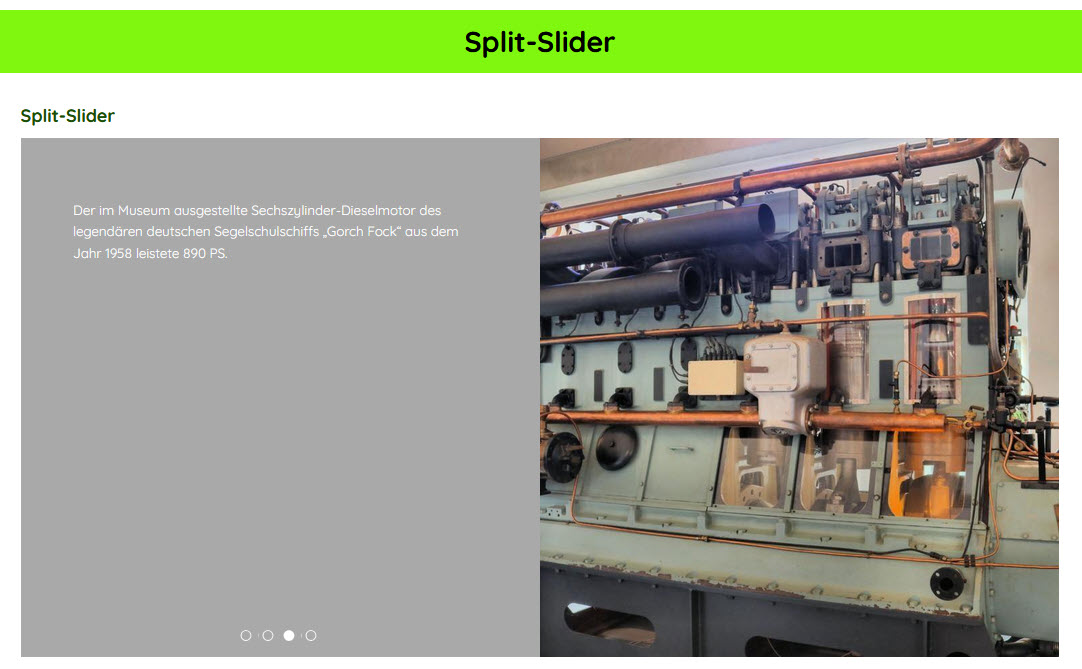 Split-Slider
Split-Slider
Der im Museum ausgestellte Sechszylinder-Dieselmotor des
legendären deutschen Segelschulschiffs „Gorch Fock“ aus dem
Jahr 1958 leistete 890 PS.